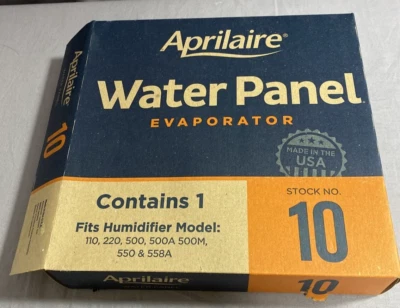 Aprilaire®
Water Panel
EVAPORATOR
MADE IN THE
USA
Contains 1
Fits Humidifier Model:
110, 220, 500, 500A 500M,
550 & 558A
STOCK NO.
10
Aprilaire
10
Aprilaire
10